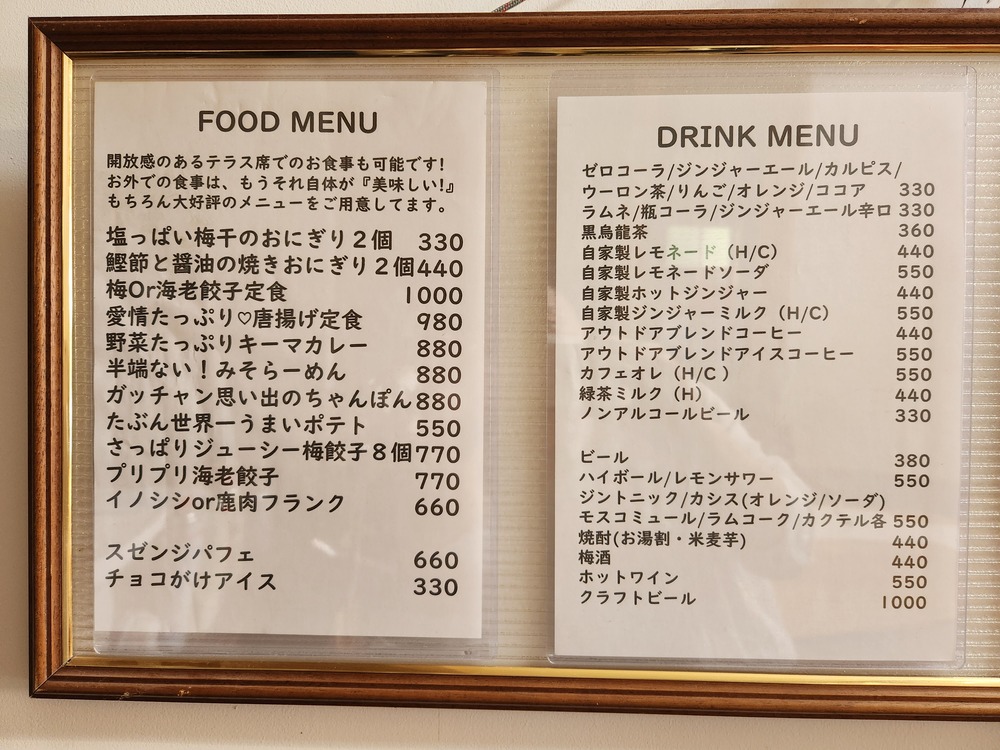 FOOD MENU
開放感のあるテラス席でのお食事も可能です!
お外での食事は、もうそれ自体が『美味しい!』
もちろん大好評のメニューをご用意してます。
塩っぱい梅干のおにぎり２個 330
鰹節と醤油の焼きおにぎり２個440
梅Or海老餃子定食 1000
愛情たっぷり♡唐揚げ定食 980
野菜たっぷりキーマカレー 880
半端ない！みそらーめん 880
ガッチャン思い出のちゃんぽん880
たぶん世界一うまいポテト 550
さっぱりジューシー梅餃子８個770
プリプリ海老餃子 770
イノシシor鹿肉フランク 660
スゼンジパフェ 660
チョコがけアイス 330
DRINK MENU
ゼロコーラ/ジンジャーエール/カルピス/
ウーロン茶/りんご/オレンジ/ココア 330
ラムネ/瓶コーラ/ジンジャーエール辛口 330
黒烏龍茶 360
自家製レモネード（H/C） 440
自家製レモネードソーダ 550
自家製ホットジンジャー 440
自家製ジンジャーミルク（H/C） 550
アウトドアブレンドコーヒー 440
アウトドアブレンドアイスコーヒー 550
カフェオレ（H/C ） 550
緑茶ミルク（H） 440
ノンアルコールビール 330
ビール 380
ハイボール/レモンサワー 550
ジントニック/カシス(オレンジ/ソーダ)
モスコミュール/ラムコーク/カクテル各 550
焼酎(お湯割・米麦芋) 440
梅酒 440
ホットワイン 550
クラフトビール 1000